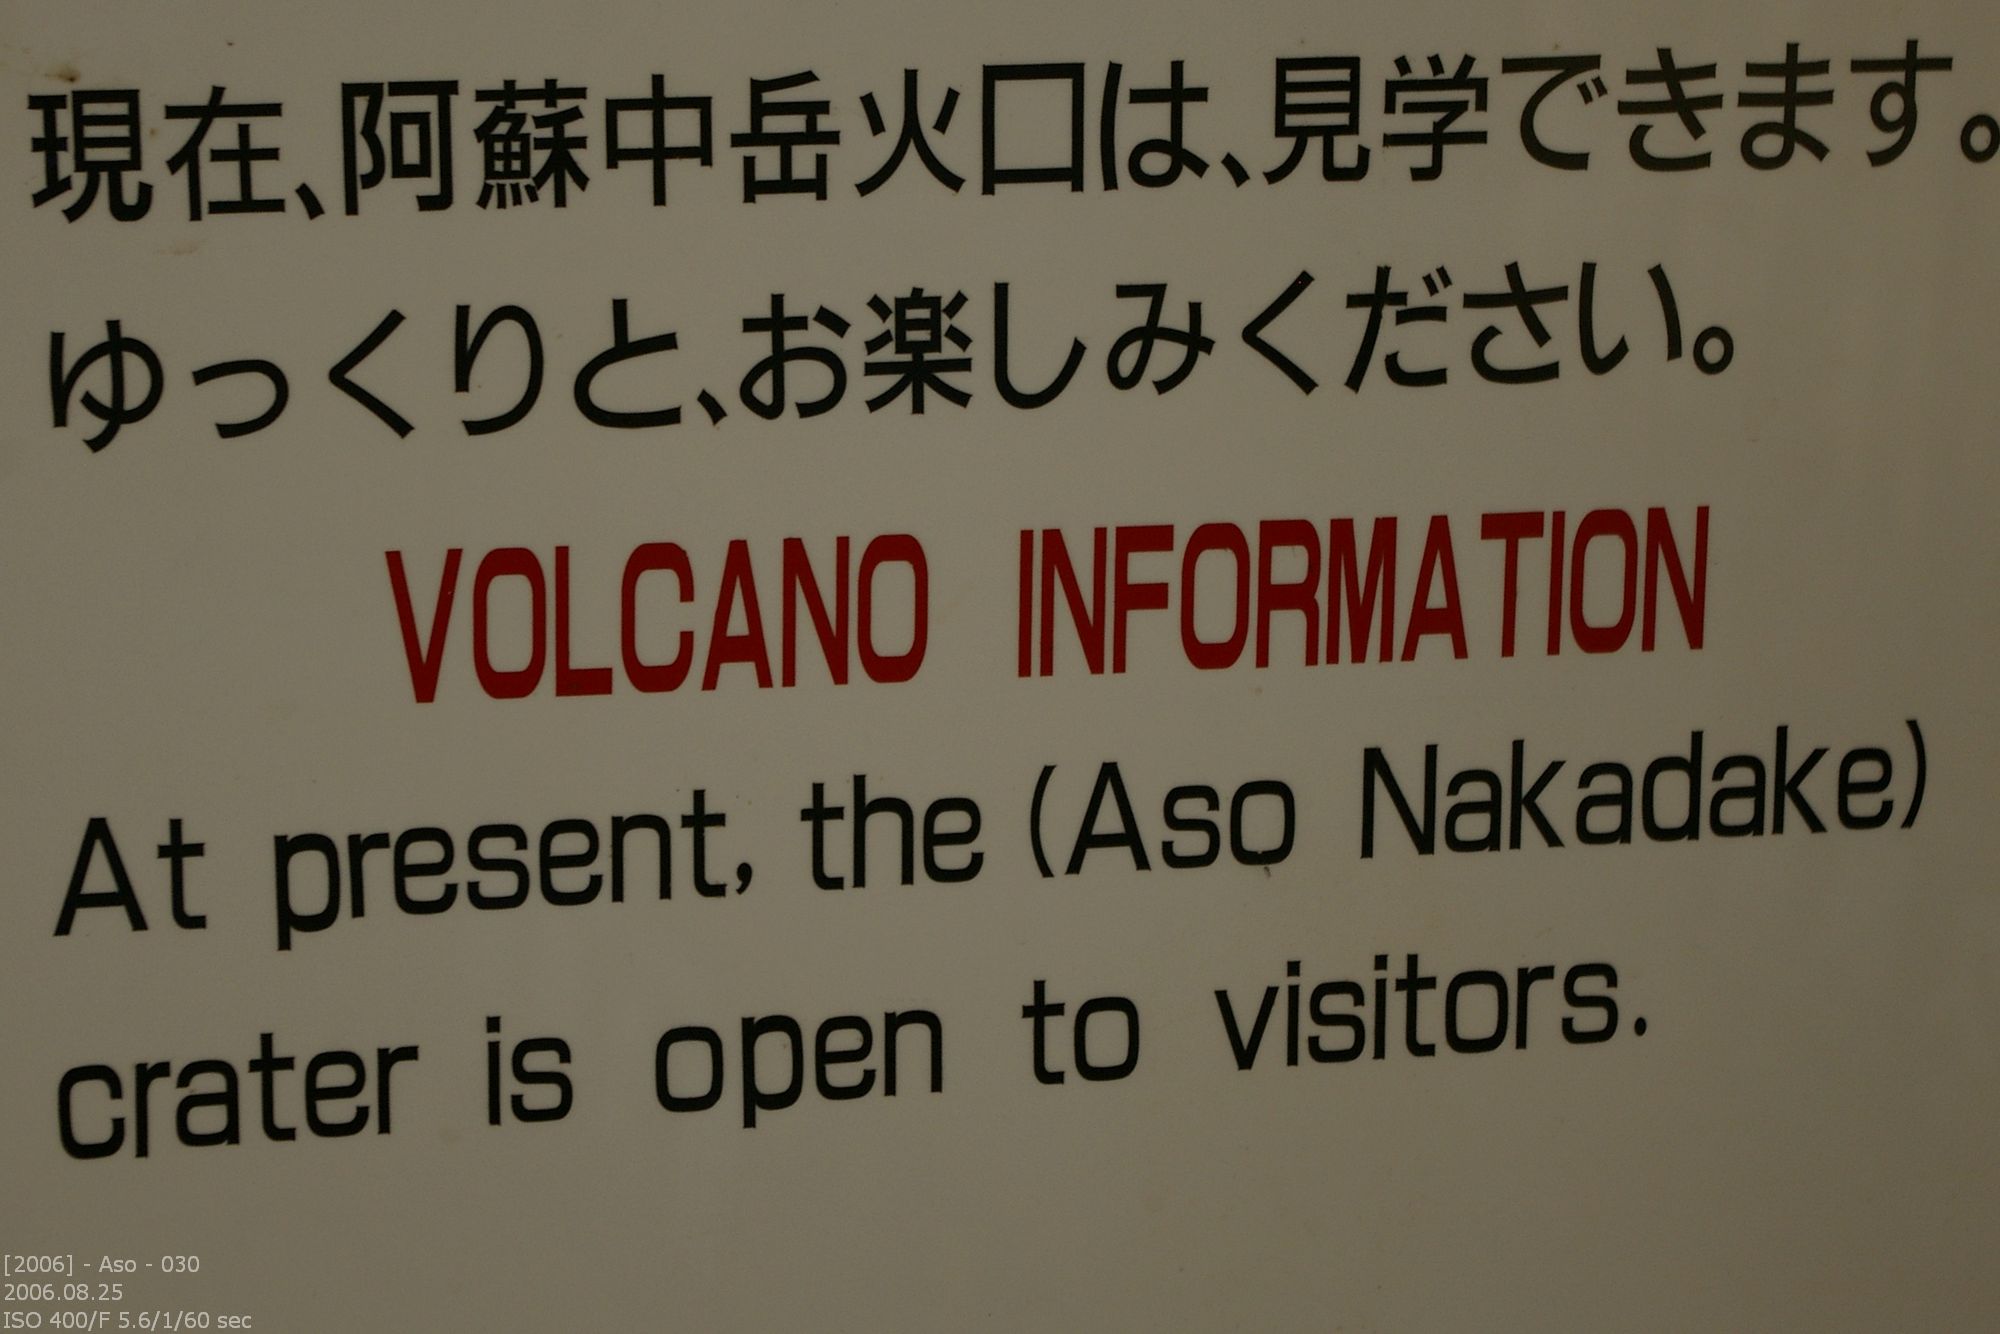 現在、阿蘇中岳火口は、見学できます。
ゆっくりと、お楽しみください。
VOLCANO INFORMATION
At present, the (Aso Nakadake)
crater is open to visitors.
[2006] - Aso - 030
2006.08.25
ISO 400/F 5.6/1/60 sec